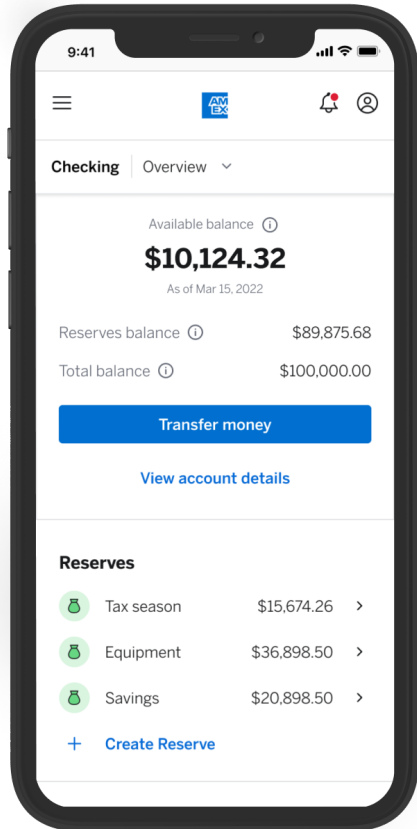 9:41
AM
EX
Checking Overview
Available balance
$10,124.32
As of Mar 15, 2022
Reserves balance $89,875.68
Total balance $100,000.00
Transfer money
View account details
Reserves
Tax season $15,674.26
Equipment $36,898.50
Savings $20,898.50
+ Create Reserve